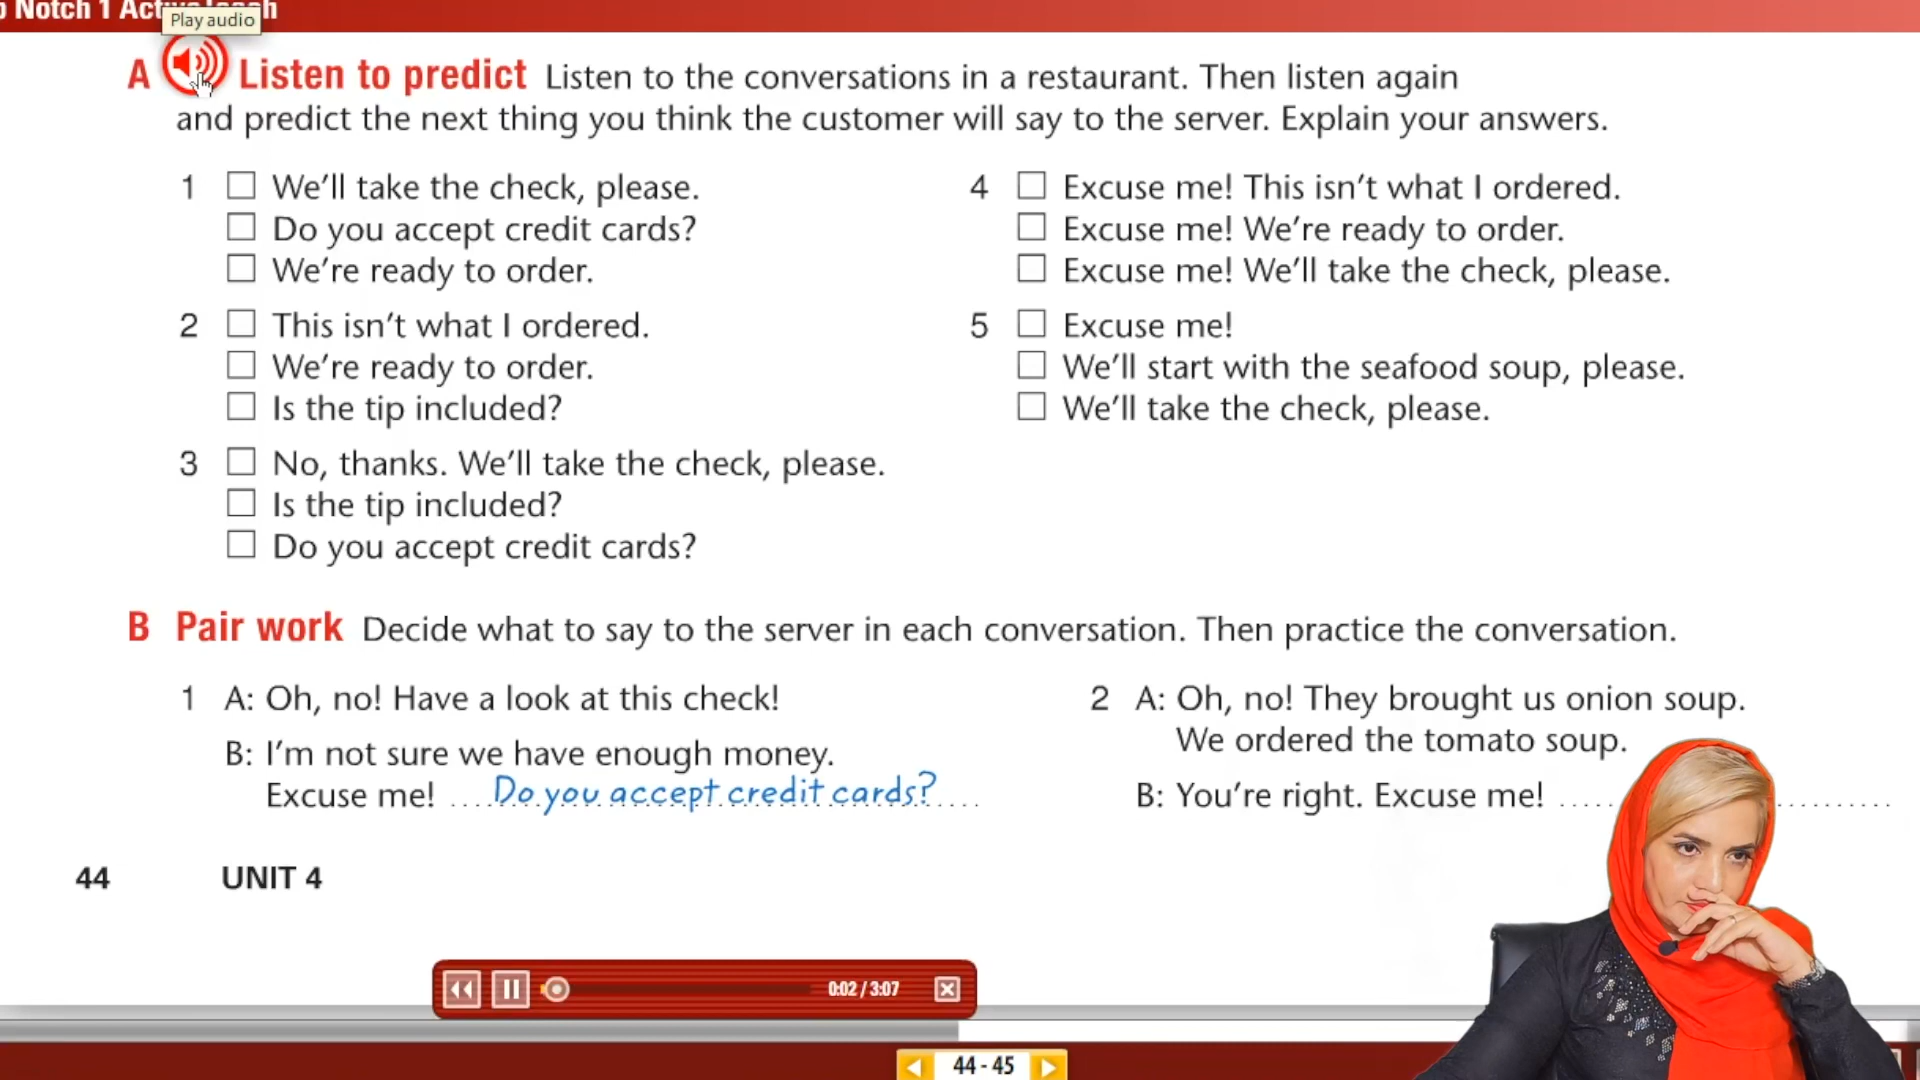 Notch 1 Act
Play audio
A Listen to predict Listen to the conversations in a restaurant. Then listen again
and predict the next thing you think the customer will say to the server. Explain your answers.
1 We'll take the check, please.
Do you accept credit cards?
We're ready to order.
2 This isn't what I ordered.
We're ready to order.
Is the tip included?
3 No, thanks. We'll take the check, please.
Is the tip included?
Do you accept credit cards?
4 Excuse me! This isn't what I ordered.
Excuse me! We're ready to order.
Excuse me! We'll take the check, please.
5 Excuse me!
We'll start with the seafood soup, please.
We'll take the check, please.
B Pair work Decide what to say to the server in each conversation. Then practice the conversation.
1 A: Oh, no! Have a look at this check!
B: I'm not sure we have enough money.
Excuse me! Do you accept credit cards?
2 A: Oh, no! They brought us onion soup.
We ordered the tomato soup.
B: You're right. Excuse me!
44 UNIT 4
0:02 / 3:07
44 - 45